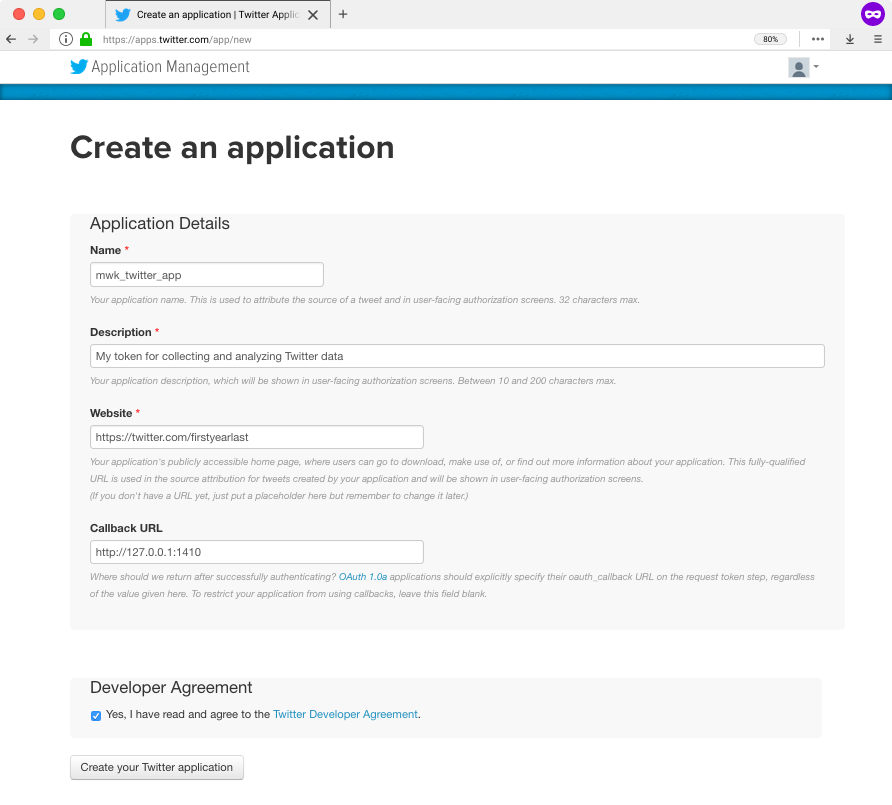 Create an application | Twitter Applic
https://apps.twitter.com/app/new
80%
Application Management
Create an application
Application Details
Name *
mwk_twitter_app
Your application name. This is used to attribute the source of a tweet and in user-facing authorization screens. 32 characters max.
Description *
My token for collecting and analyzing Twitter data
Your application description, which will be shown in user-facing authorization screens. Between 10 and 200 characters max.
Website *
https://twitter.com/firstyearlast
Your application's publicly accessible home page, where users can go to download, make use of, or find out more information about your application. This fully-qualified
URL is used in the source attribution for tweets created by your application and will be shown in user-facing authorization screens.
(If you don't have a URL yet, just put a placeholder here but remember to change it later.)
Callback URL
http://127.0.0.1:1410
Where should we return after successfully authenticating? OAuth 1.0a applications should explicitly specify their oauth_callback URL on the request token step, regardless
of the value given here. To restrict your application from using callbacks, leave this field blank.
Developer Agreement
Yes, I have read and agree to the Twitter Developer Agreement.
Create your Twitter application